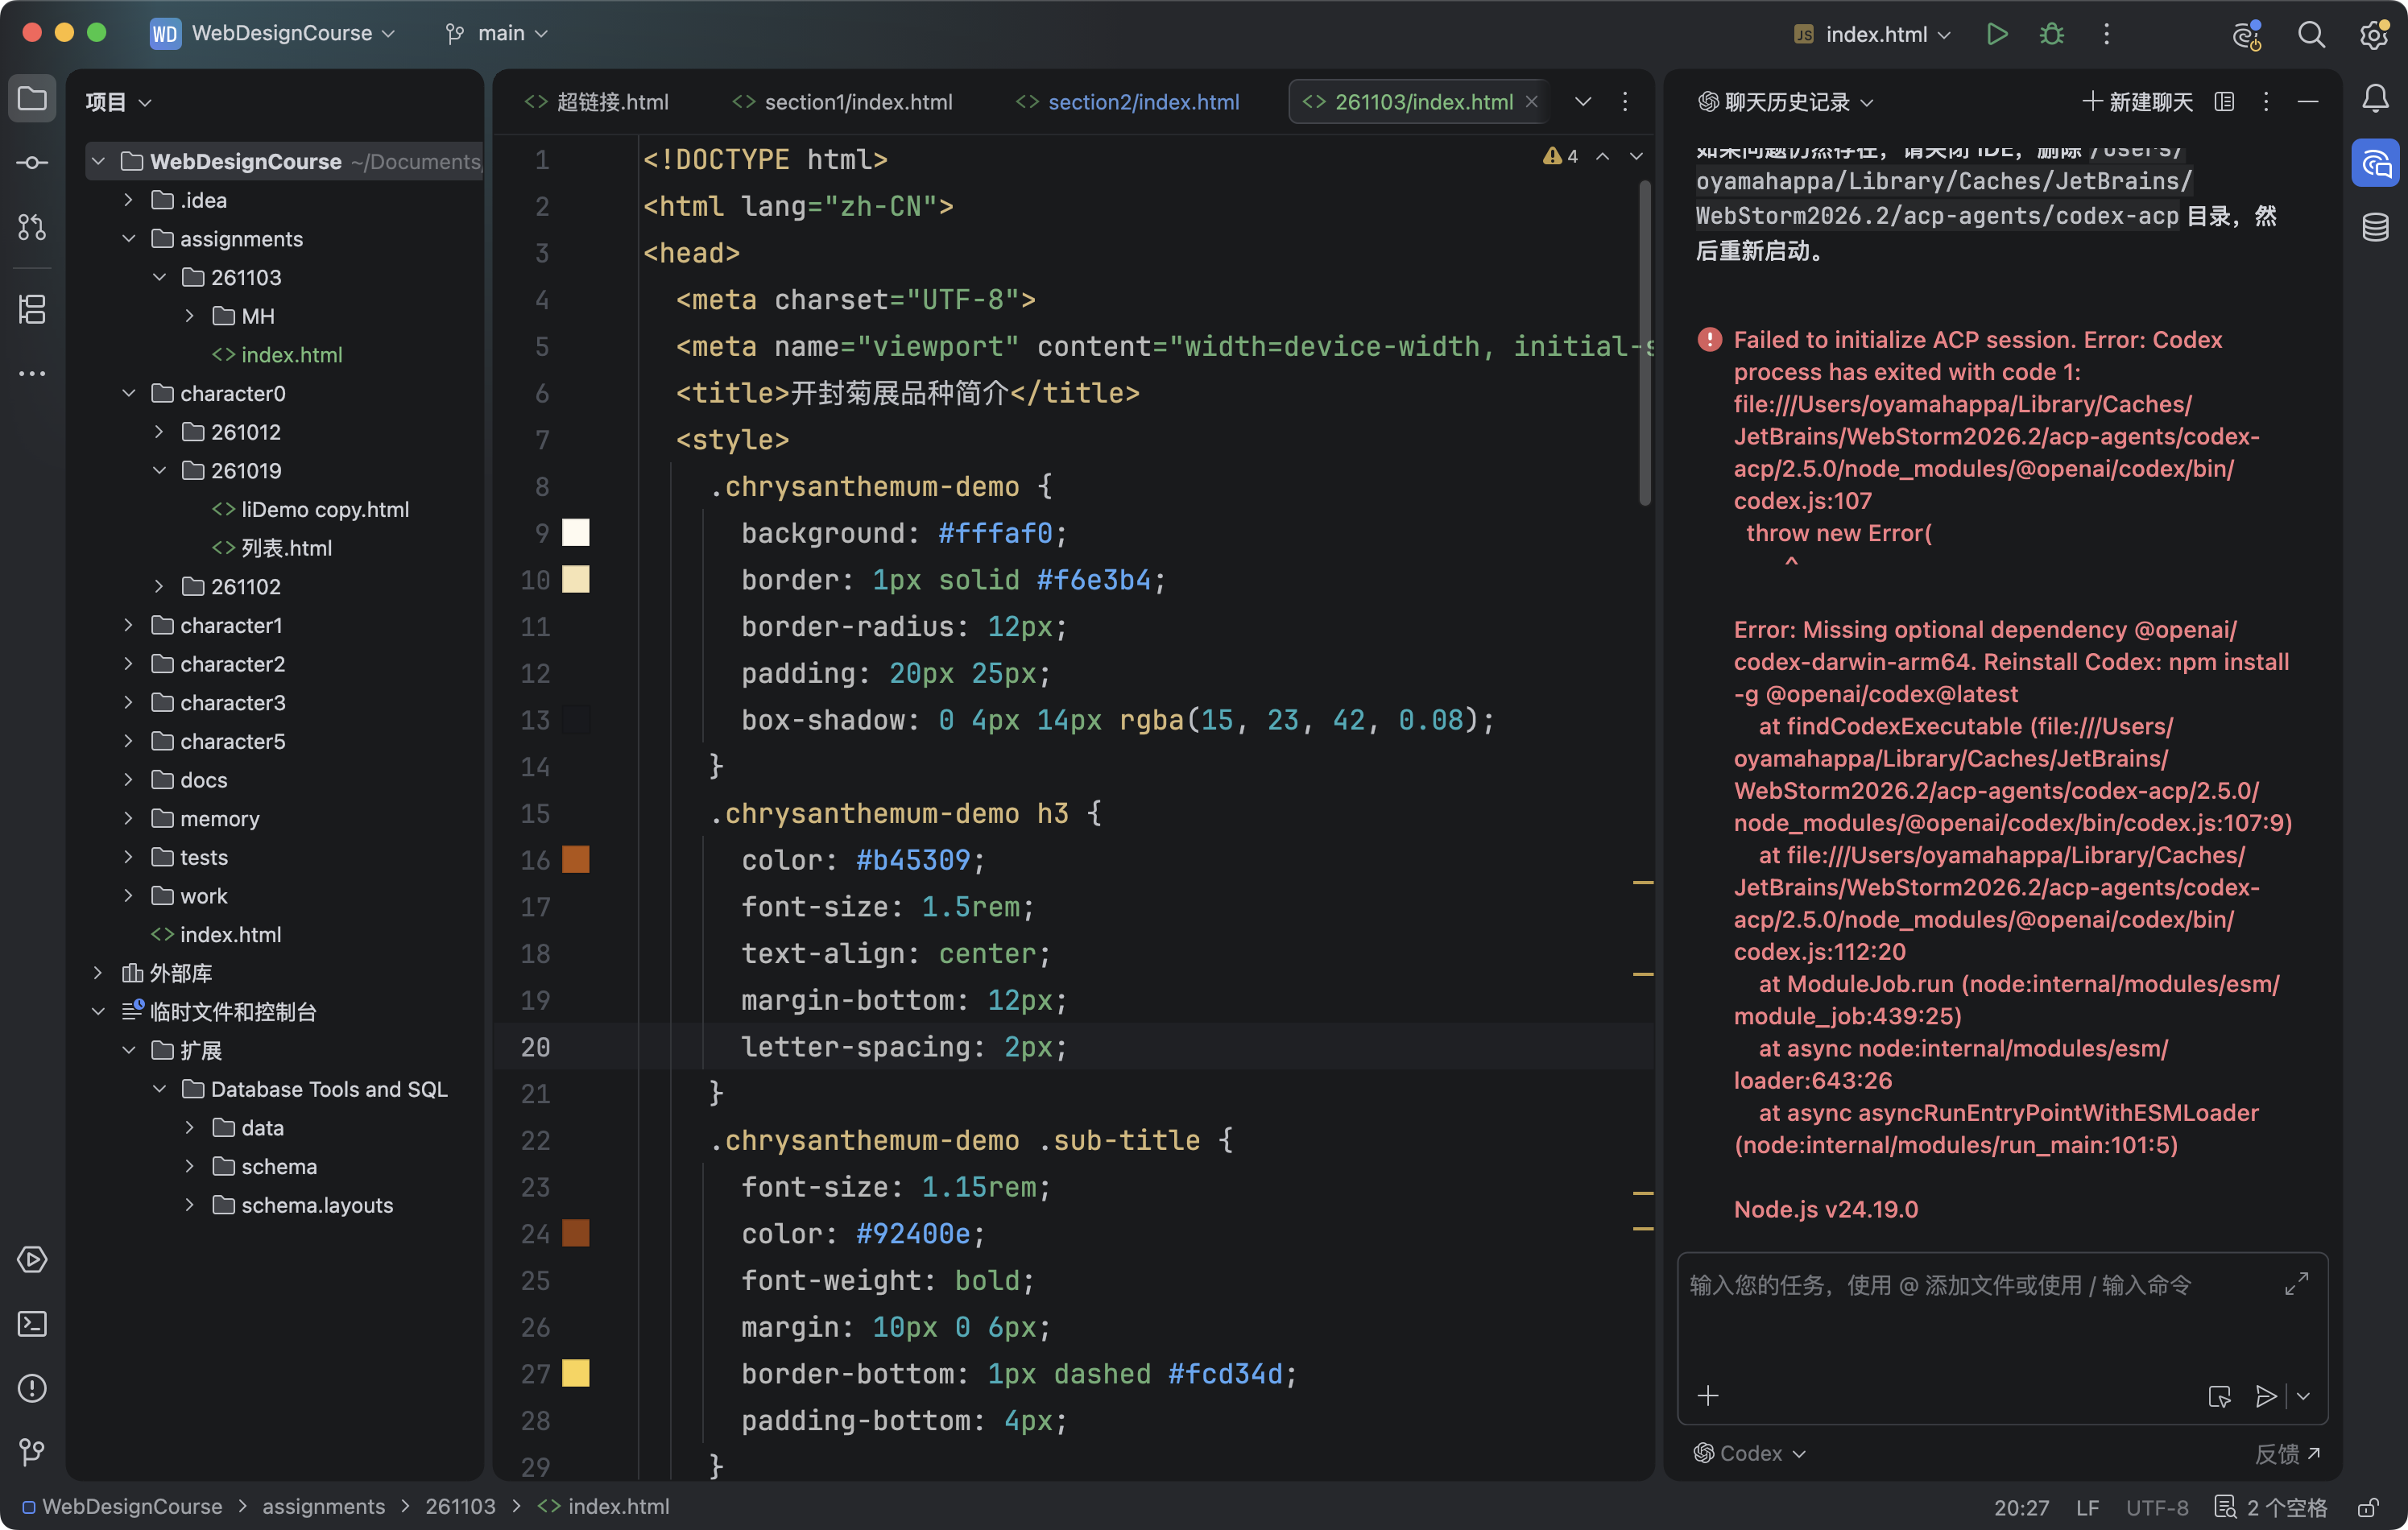 WD WebDesignCourse
main
JS index.html
项目
WebDesignCourse ~/Documents/
.idea
assignments
261103
MH
<> index.html
character0
261012
261019
<> liDemo copy.html
<> 列表.html
261102
character1
character2
character3
character5
docs
memory
tests
work
<> index.html
外部库
临时文件和控制台
扩展
Database Tools and SQL
data
schema
schema.layouts
<> 超链接.html
<> section1/index.html
<> section2/index.html
<> 261103/index.html
4
1 <!DOCTYPE html>
2 <html lang="zh-CN">
3 <head>
4 <meta charset="UTF-8">
5 <meta name="viewport" content="width=device-width, initial-s
6 <title>开封菊展品种简介</title>
7 <style>
8 .chrysanthemum-demo {
9 background: #fffaf0;
10 border: 1px solid #f6e3b4;
11 border-radius: 12px;
12 padding: 20px 25px;
13 box-shadow: 0 4px 14px rgba(15, 23, 42, 0.08);
14 }
15 .chrysanthemum-demo h3 {
16 color: #b45309;
17 font-size: 1.5rem;
18 text-align: center;
19 margin-bottom: 12px;
20 letter-spacing: 2px;
21 }
22 .chrysanthemum-demo .sub-title {
23 font-size: 1.15rem;
24 color: #92400e;
25 font-weight: bold;
26 margin: 10px 0 6px;
27 border-bottom: 1px dashed #fcd34d;
28 padding-bottom: 4px;
29 }
聊天历史记录
新建聊天
如果问题仍然存在，请关闭 IDE，删除 /Users/
oyamahappa/Library/Caches/JetBrains/
WebStorm2026.2/acp-agents/codex-acp 目录，然
后重新启动。
Failed to initialize ACP session. Error: Codex
process has exited with code 1:
file:///Users/oyamahappa/Library/Caches/
JetBrains/WebStorm2026.2/acp-agents/codex-
acp/2.5.0/node_modules/@openai/codex/bin/
codex.js:107
throw new Error(
^
Error: Missing optional dependency @openai/
codex-darwin-arm64. Reinstall Codex: npm install
-g @openai/codex@latest
at findCodexExecutable (file:///Users/
oyamahappa/Library/Caches/JetBrains/
WebStorm2026.2/acp-agents/codex-acp/2.5.0/
node_modules/@openai/codex/bin/codex.js:107:9)
at file:///Users/oyamahappa/Library/Caches/
JetBrains/WebStorm2026.2/acp-agents/codex-
acp/2.5.0/node_modules/@openai/codex/bin/
codex.js:112:20
at ModuleJob.run (node:internal/modules/esm/
module_job:439:25)
at async node:internal/modules/esm/
loader:643:26
at async asyncRunEntryPointWithESMLoader
(node:internal/modules/run_main:101:5)
Node.js v24.19.0
输入您的任务，使用 @ 添加文件或使用 / 输入命令
Codex
反馈
WebDesignCourse > assignments > 261103 > <> index.html
20:27 LF UTF-8 2 个空格